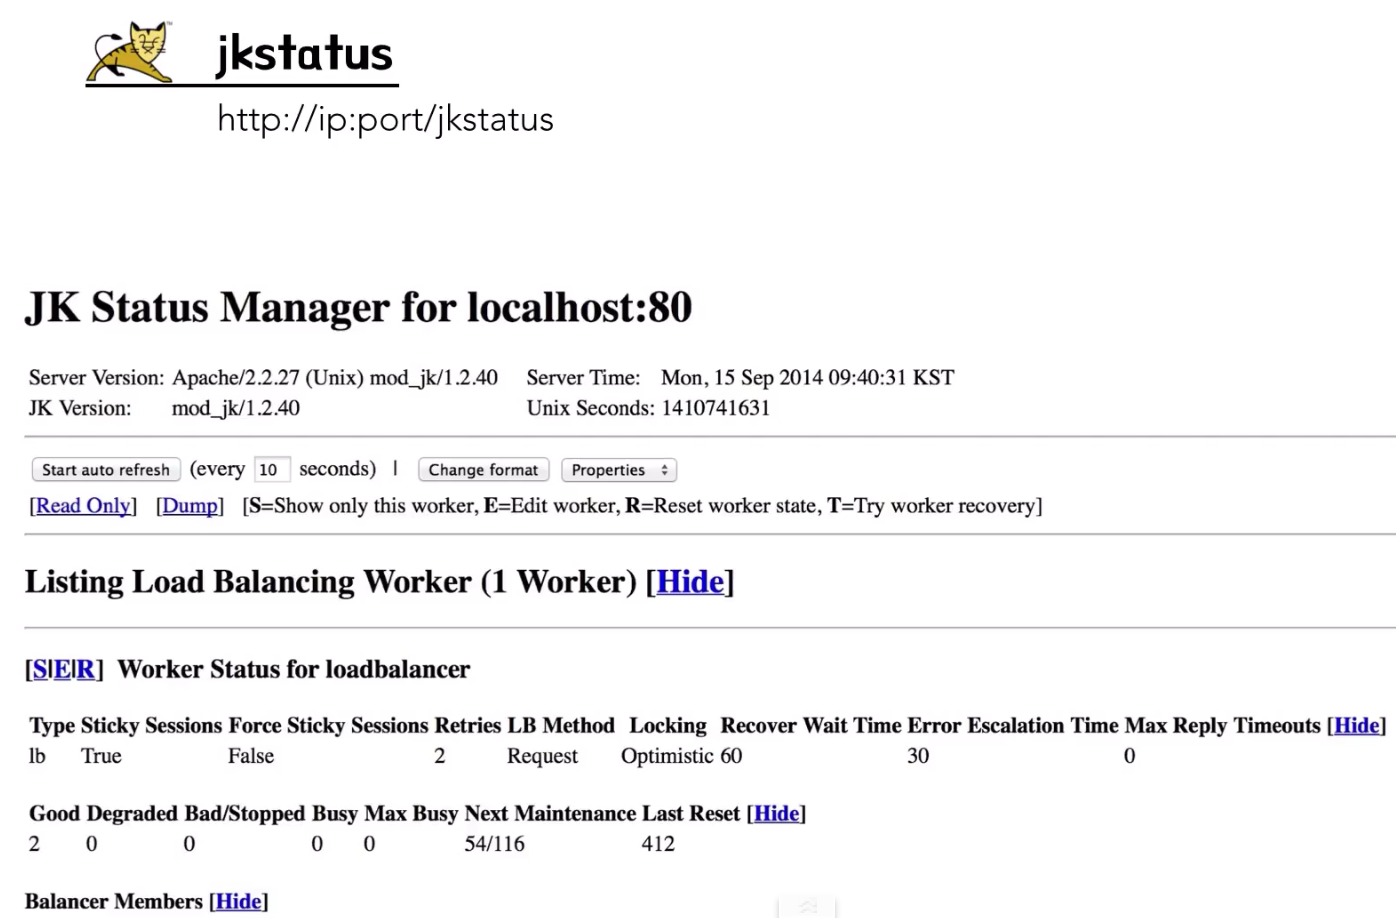 jkstatus
http://ip:port/jkstatus
JK Status Manager for localhost:80
Server Version: Apache/2.2.27 (Unix) mod_jk/1.2.40 Server Time: Mon, 15 Sep 2014 09:40:31 KST
JK Version: mod_jk/1.2.40 Unix Seconds: 1410741631
Start auto refresh (every 10 seconds) | Change format Properties
[Read Only] [Dump] [S=Show only this worker, E=Edit worker, R=Reset worker state, T=Try worker recovery]
Listing Load Balancing Worker (1 Worker) [Hide]
[S|E|R] Worker Status for loadbalancer
Type Sticky Sessions Force Sticky Sessions Retries LB Method Locking Recover Wait Time Error Escalation Time Max Reply Timeouts [Hide]
lb True False 2 Request Optimistic 60 30 0
Good Degraded Bad/Stopped Busy Max Busy Next Maintenance Last Reset [Hide]
2 0 0 0 0 54/116 412
Balancer Members [Hide]